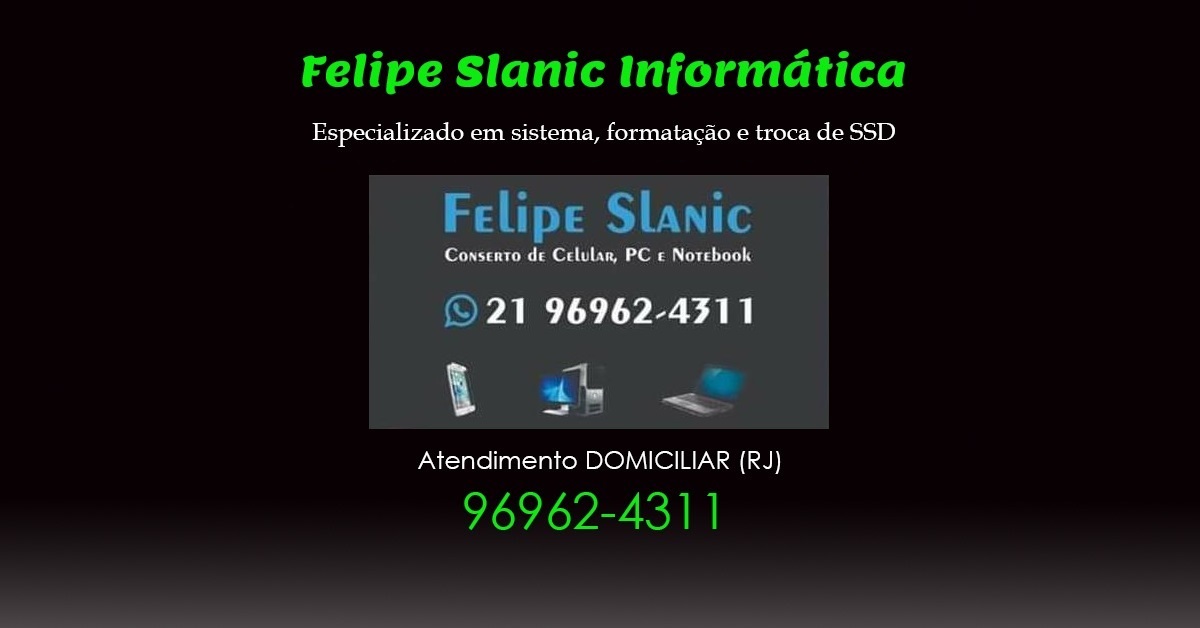 Felipe Slanic Informática
Especializado em sistema, formatação e troca de SSD
Felipe Slanic
Conserto de Celular, PC e Notebook
21 96962-4311
Atendimento DOMICILIAR (RJ)
96962-4311